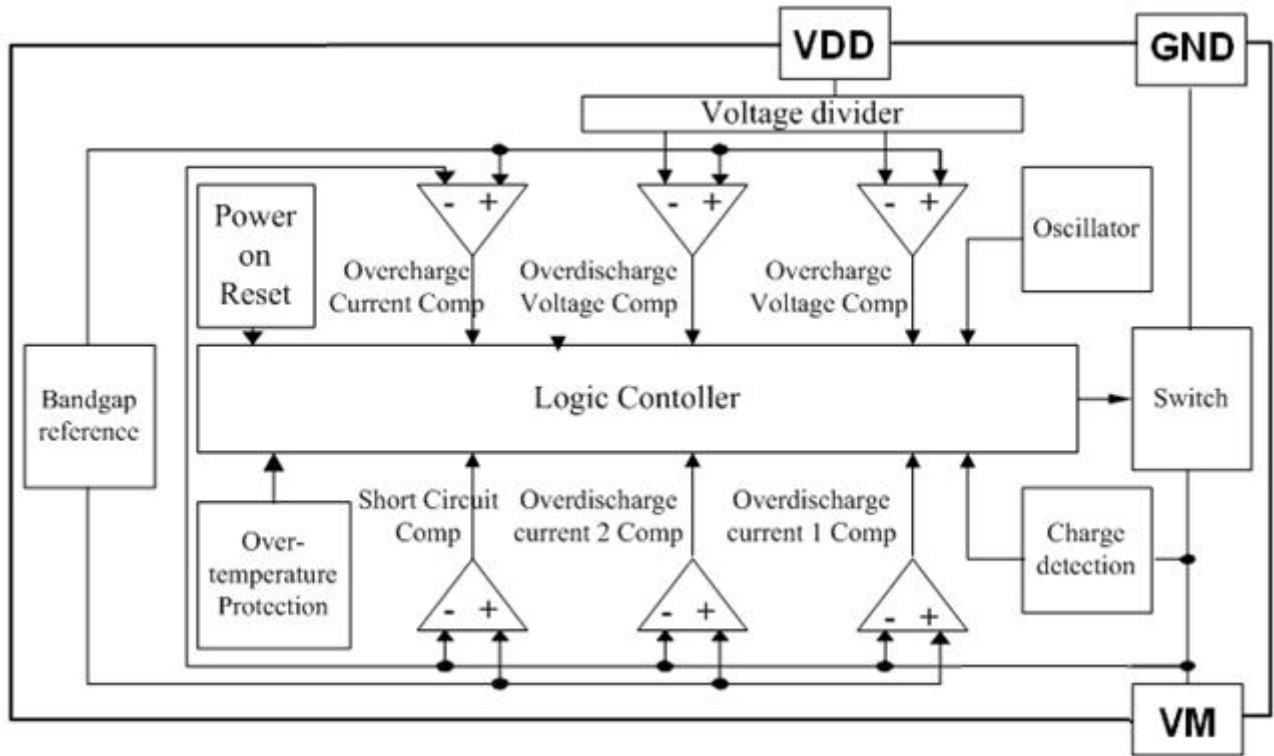 VDD
GND
Voltage divider
- +
- +
- +
Power
on
Reset
Oscillator
Overcharge
Current Comp
Overdischarge
Voltage Comp
Overcharge
Voltage Comp
Bandgap
reference
Logic Contoller
Switch
Over-
temperature
Protection
Short Circuit
Comp
Overdischarge
current 2 Comp
Overdischarge
current 1 Comp
Charge
detection
- +
- +
- +
VM